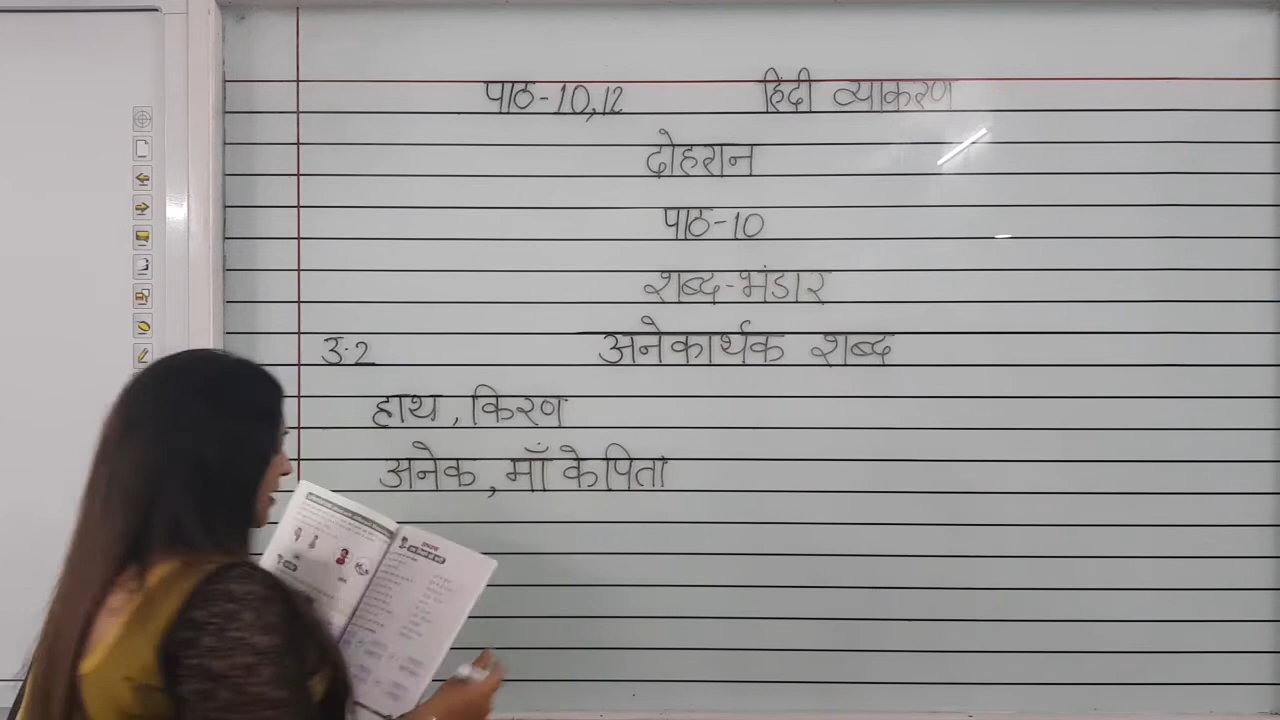 पाठ-10,12 हिंदी व्याकरण
दोहरान
पाठ-10
शब्द-भंडार
उ.2 अनेकार्थक शब्द
हाथ, किरण
अनेक, माँ के पिता